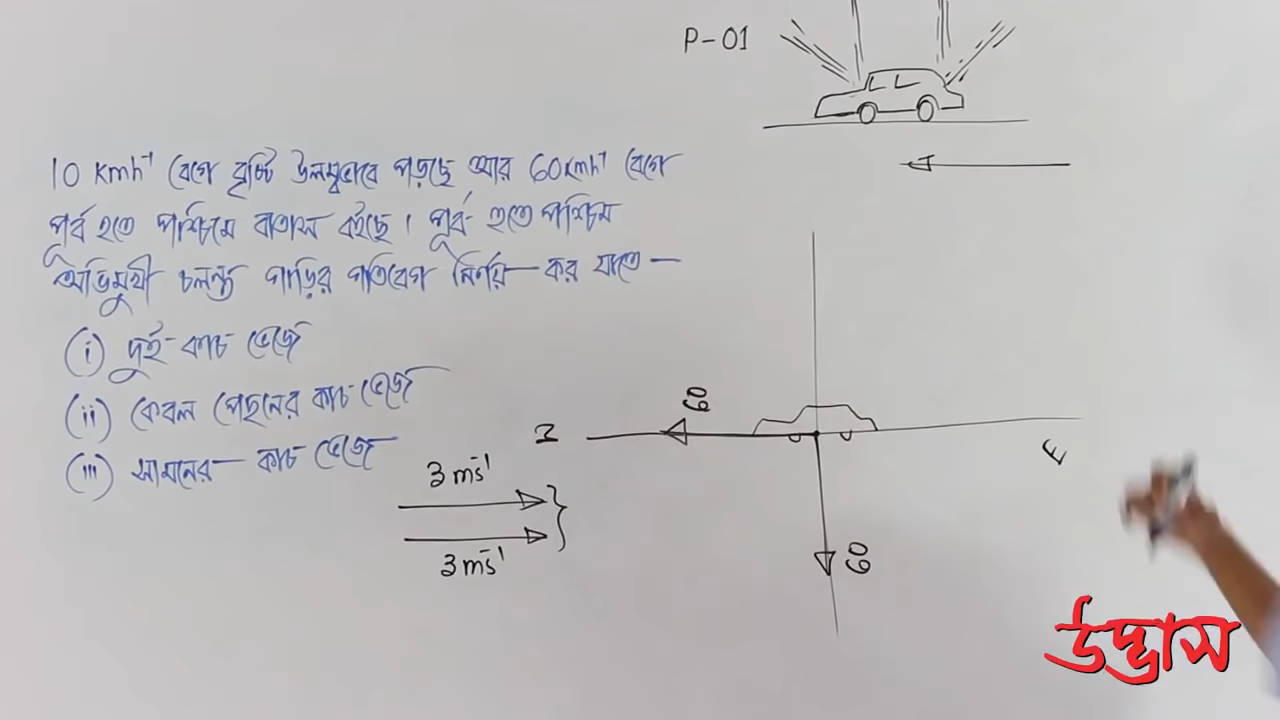 P-01
10 Kmh⁻¹ বেগে বৃষ্টি উলম্বভাবে পড়ছে আর 60Kmh⁻¹ বেগে
পূর্ব হতে পশ্চিমে বাতাস বইছে। পূর্ব হতে পশ্চিম
অভিমুখী চলন্ত গাড়ির গতিবেগ নির্ণয় কর যাতে —
(i) দুই কাচ ভেজে
(ii) কেবল পেছনের কাচ ভেজে
(iii) সামনের কাচ ভেজে
60
E
3 ms⁻¹
3 ms⁻¹
60
উদ্ভাস